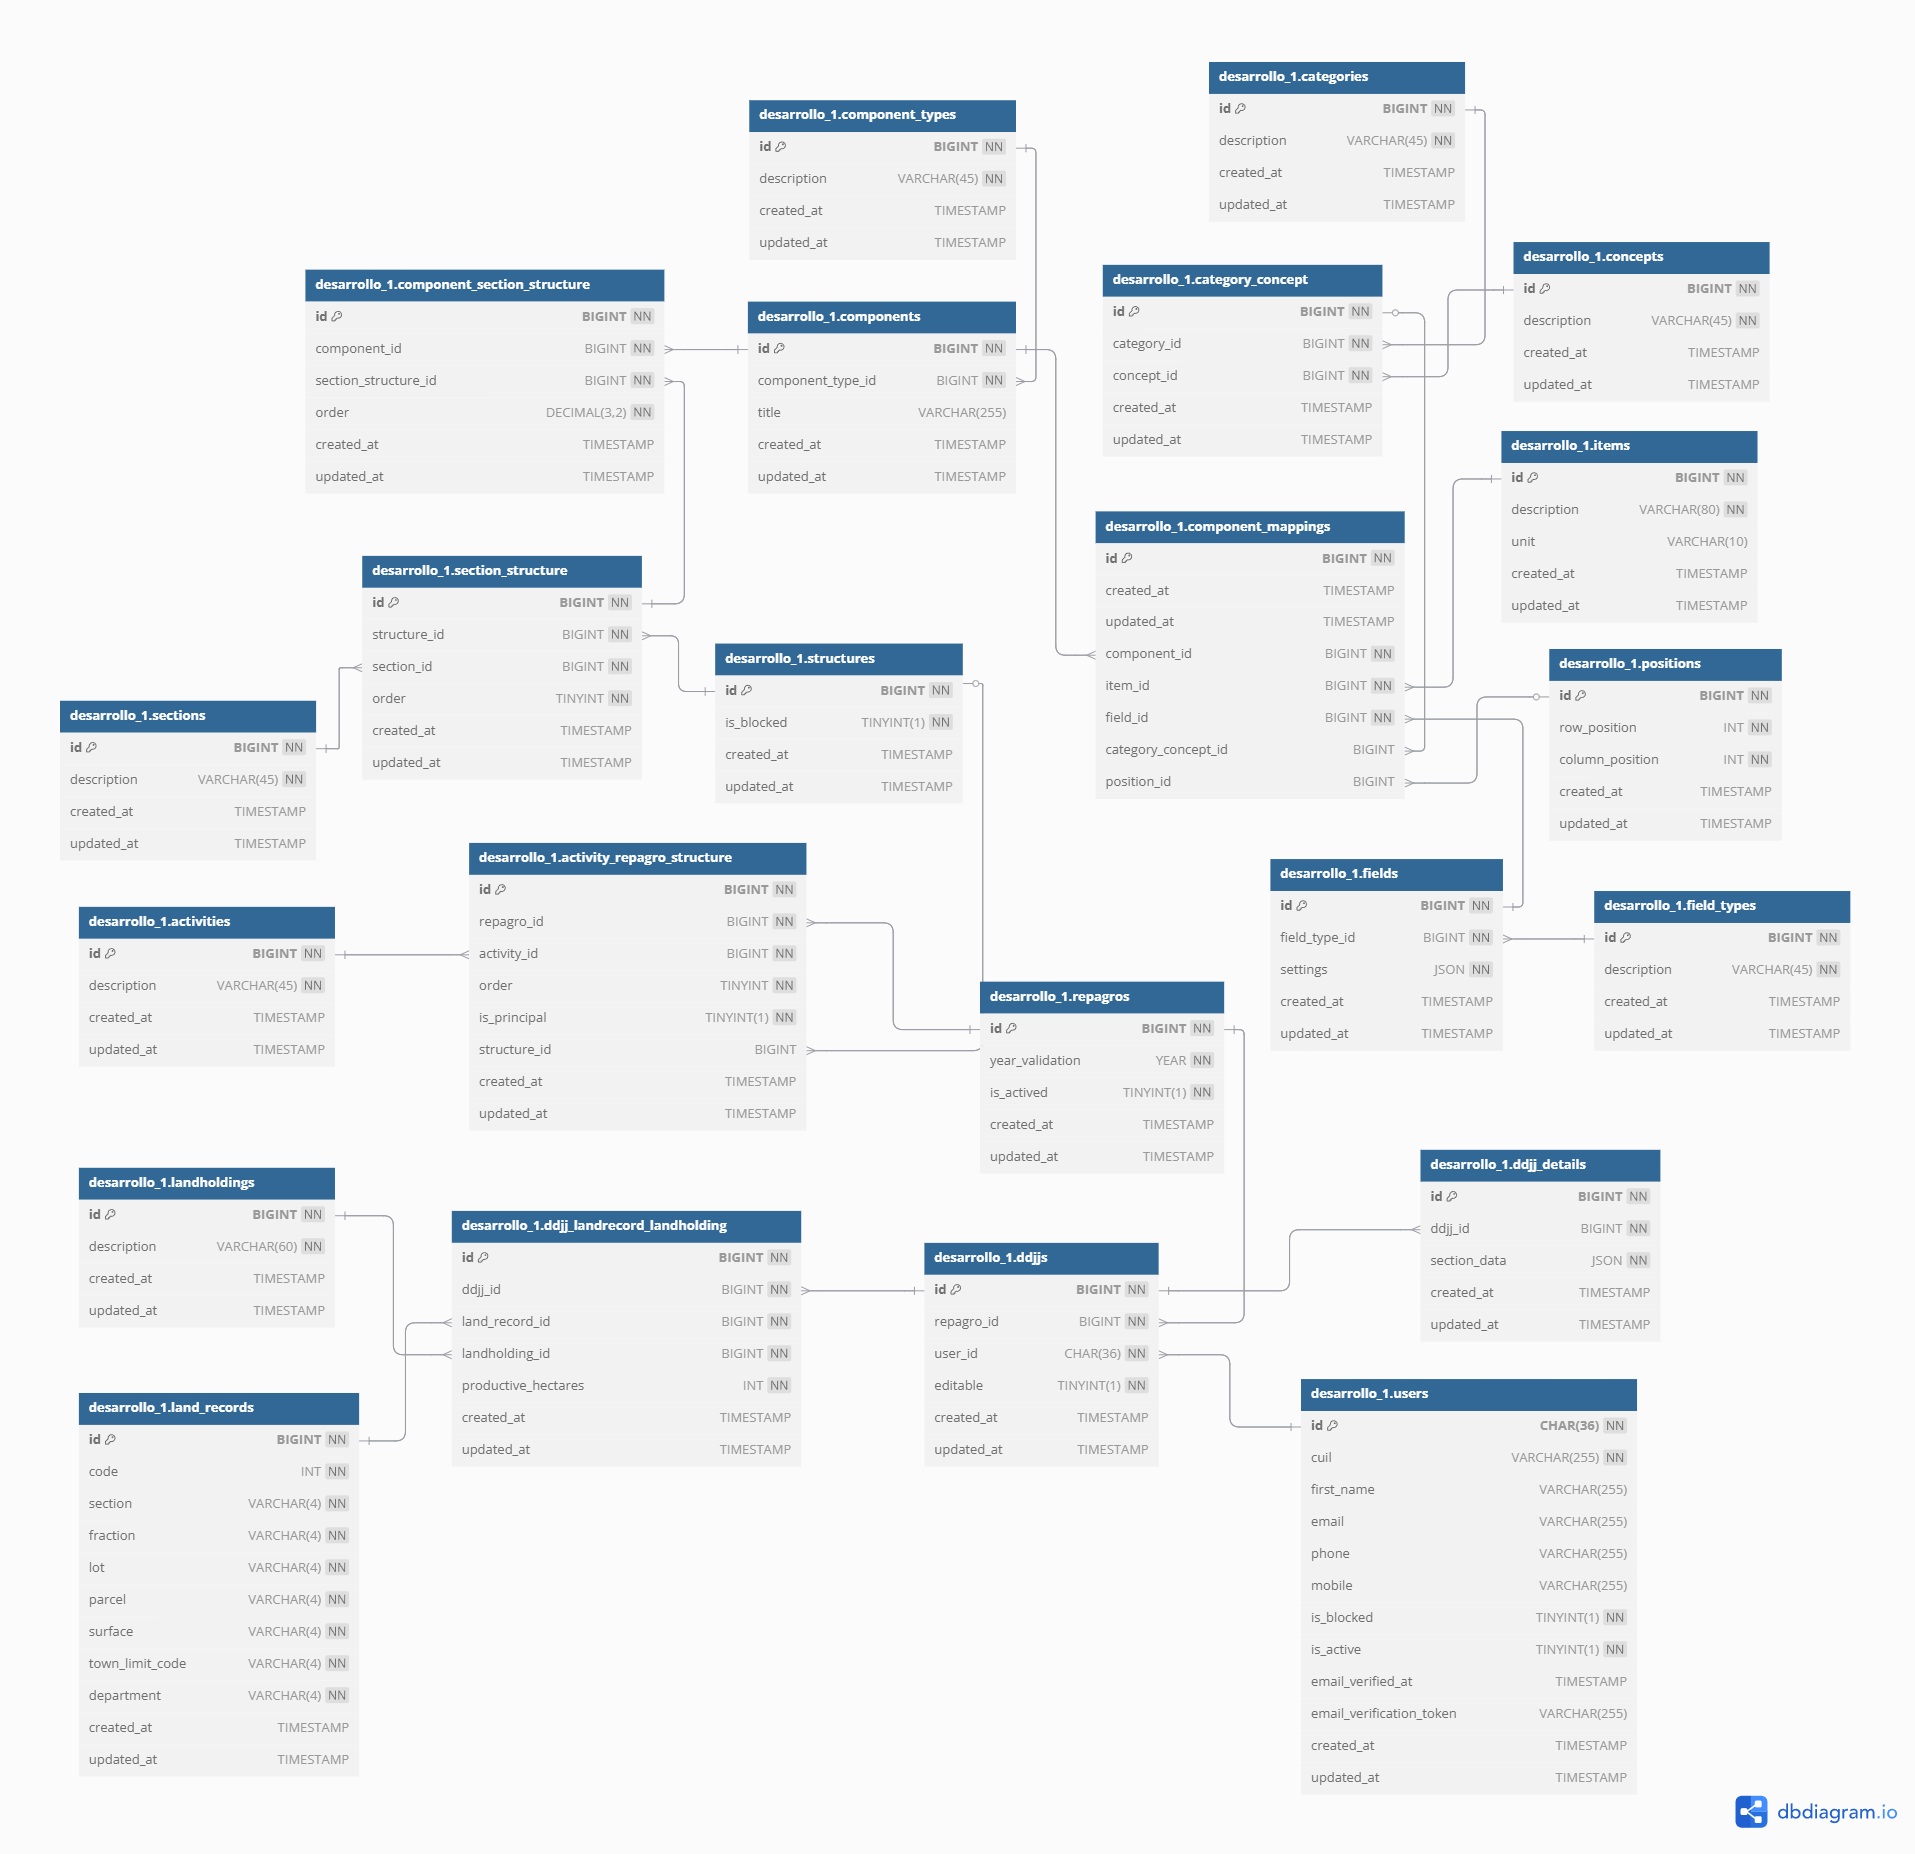 desarrollo_1.categories
id BIGINT NN
description VARCHAR(45) NN
created_at TIMESTAMP
updated_at TIMESTAMP
desarrollo_1.component_types
id BIGINT NN
description VARCHAR(45) NN
created_at TIMESTAMP
updated_at TIMESTAMP
desarrollo_1.concepts
id BIGINT NN
description VARCHAR(45) NN
created_at TIMESTAMP
updated_at TIMESTAMP
desarrollo_1.category_concept
id BIGINT NN
category_id BIGINT NN
concept_id BIGINT NN
created_at TIMESTAMP
updated_at TIMESTAMP
desarrollo_1.component_section_structure
id BIGINT NN
component_id BIGINT NN
section_structure_id BIGINT NN
order DECIMAL(3,2) NN
created_at TIMESTAMP
updated_at TIMESTAMP
desarrollo_1.components
id BIGINT NN
component_type_id BIGINT NN
title VARCHAR(255)
created_at TIMESTAMP
updated_at TIMESTAMP
desarrollo_1.items
id BIGINT NN
description VARCHAR(80) NN
unit VARCHAR(10)
created_at TIMESTAMP
updated_at TIMESTAMP
desarrollo_1.component_mappings
id BIGINT NN
created_at TIMESTAMP
updated_at TIMESTAMP
component_id BIGINT NN
item_id BIGINT NN
field_id BIGINT NN
category_concept_id BIGINT
position_id BIGINT
desarrollo_1.section_structure
id BIGINT NN
structure_id BIGINT NN
section_id BIGINT NN
order TINYINT NN
created_at TIMESTAMP
updated_at TIMESTAMP
desarrollo_1.structures
id BIGINT NN
is_blocked TINYINT(1) NN
created_at TIMESTAMP
updated_at TIMESTAMP
desarrollo_1.positions
id BIGINT NN
row_position INT NN
column_position INT NN
created_at TIMESTAMP
updated_at TIMESTAMP
desarrollo_1.sections
id BIGINT NN
description VARCHAR(45) NN
created_at TIMESTAMP
updated_at TIMESTAMP
desarrollo_1.activity_repagro_structure
id BIGINT NN
repagro_id BIGINT NN
activity_id BIGINT NN
order TINYINT NN
is_principal TINYINT(1) NN
structure_id BIGINT
created_at TIMESTAMP
updated_at TIMESTAMP
desarrollo_1.fields
id BIGINT NN
field_type_id BIGINT NN
settings JSON NN
created_at TIMESTAMP
updated_at TIMESTAMP
desarrollo_1.field_types
id BIGINT NN
description VARCHAR(45) NN
created_at TIMESTAMP
updated_at TIMESTAMP
desarrollo_1.activities
id BIGINT NN
description VARCHAR(45) NN
created_at TIMESTAMP
updated_at TIMESTAMP
desarrollo_1.repagros
id BIGINT NN
year_validation YEAR NN
is_actived TINYINT(1) NN
created_at TIMESTAMP
updated_at TIMESTAMP
desarrollo_1.ddjj_details
id BIGINT NN
ddjj_id BIGINT NN
section_data JSON NN
created_at TIMESTAMP
updated_at TIMESTAMP
desarrollo_1.landholdings
id BIGINT NN
description VARCHAR(60) NN
created_at TIMESTAMP
updated_at TIMESTAMP
desarrollo_1.ddjj_landrecord_landholding
id BIGINT NN
ddjj_id BIGINT NN
land_record_id BIGINT NN
landholding_id BIGINT NN
productive_hectares INT NN
created_at TIMESTAMP
updated_at TIMESTAMP
desarrollo_1.ddjjs
id BIGINT NN
repagro_id BIGINT NN
user_id CHAR(36) NN
editable TINYINT(1) NN
created_at TIMESTAMP
updated_at TIMESTAMP
desarrollo_1.land_records
id BIGINT NN
code INT NN
section VARCHAR(4) NN
fraction VARCHAR(4) NN
lot VARCHAR(4) NN
parcel VARCHAR(4) NN
surface VARCHAR(4) NN
town_limit_code VARCHAR(4) NN
department VARCHAR(4) NN
created_at TIMESTAMP
updated_at TIMESTAMP
desarrollo_1.users
id CHAR(36) NN
cuil VARCHAR(255) NN
first_name VARCHAR(255)
email VARCHAR(255)
phone VARCHAR(255)
mobile VARCHAR(255)
is_blocked TINYINT(1) NN
is_active TINYINT(1) NN
email_verified_at TIMESTAMP
email_verification_token VARCHAR(255)
created_at TIMESTAMP
updated_at TIMESTAMP
dbdiagram.io